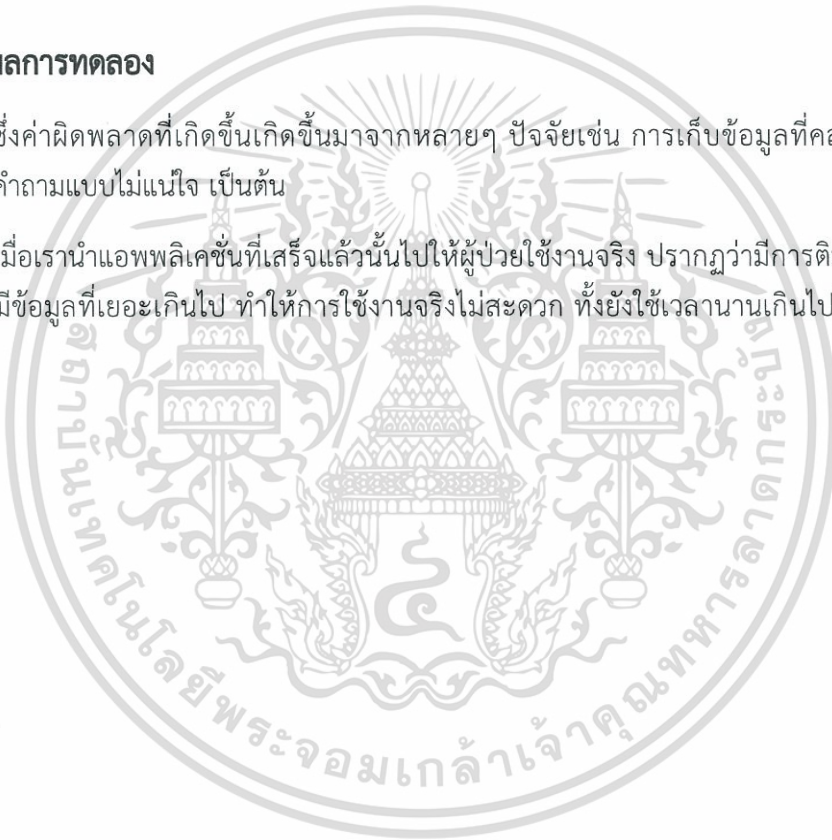 ผลการทดลอง
ซึ่งค่าผิดพลาดที่เกิดขึ้นเกิดขึ้นมาจากหลายๆ ปัจจัยเช่น การเก็บข้อมูลที่
คำถามแบบไม่แน่ใจ เป็นต้น
เมื่อเรานำแอพพลิเคชั่นที่เสร็จแล้วนั้นไปให้ผู้ป่วยใช้งานจริง ปรากฏว่ามีการ
มีข้อมูลที่เยอะเกินไป ทำให้การใช้งานจริงไม่สะดวก ทั้งยังใช้เวลานานเกินไป
สถาบันเทคโนโลยีพระจอมเกล้าเจ้าคุณทหารลาดกระบัง